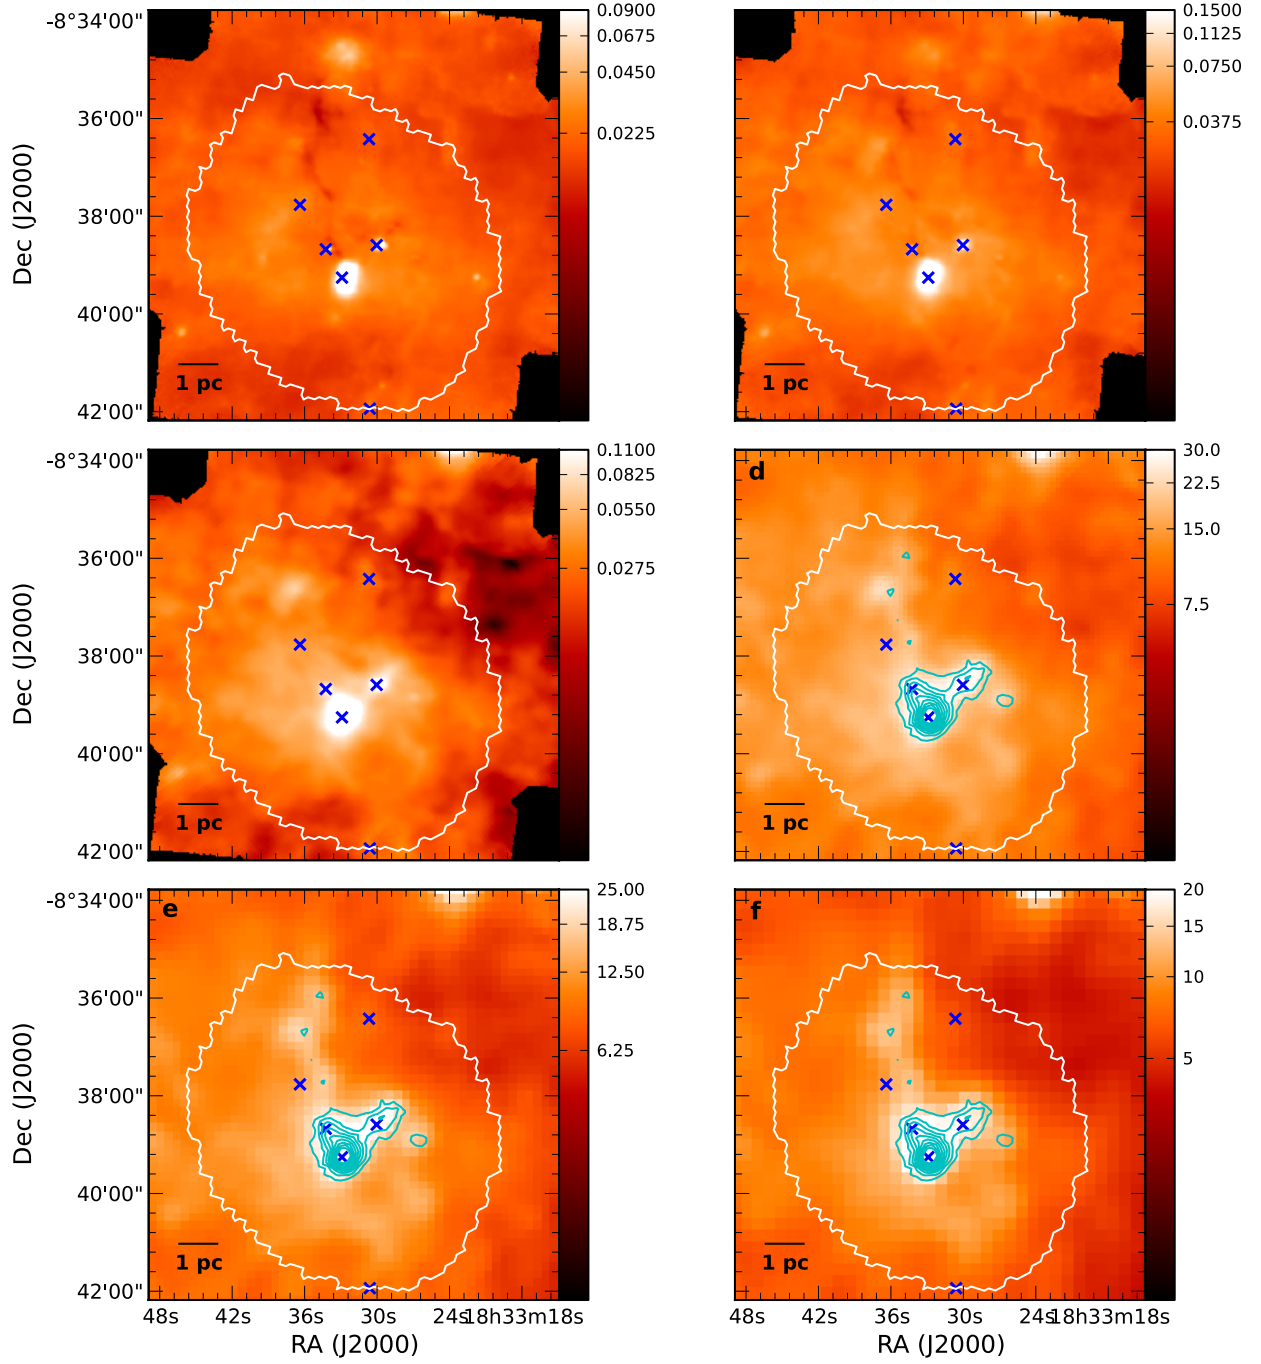 -8°34'00"
36'00"
38'00"
40'00"
42'00"
Dec (J2000)
1 pc
0.0900
0.0675
0.0450
0.0225
1 pc
0.1500
0.1125
0.0750
0.0375
-8°34'00"
36'00"
38'00"
40'00"
42'00"
Dec (J2000)
1 pc
0.1100
0.0825
0.0550
0.0275
d
1 pc
30.0
22.5
15.0
7.5
-8°34'00"
36'00"
38'00"
40'00"
42'00"
Dec (J2000)
e
1 pc
25.00
18.75
12.50
6.25
48s 42s 36s 30s 24s 18h33m18s
RA (J2000)
f
1 pc
20
15
10
5
48s 42s 36s 30s 24s 18h33m18s
RA (J2000)